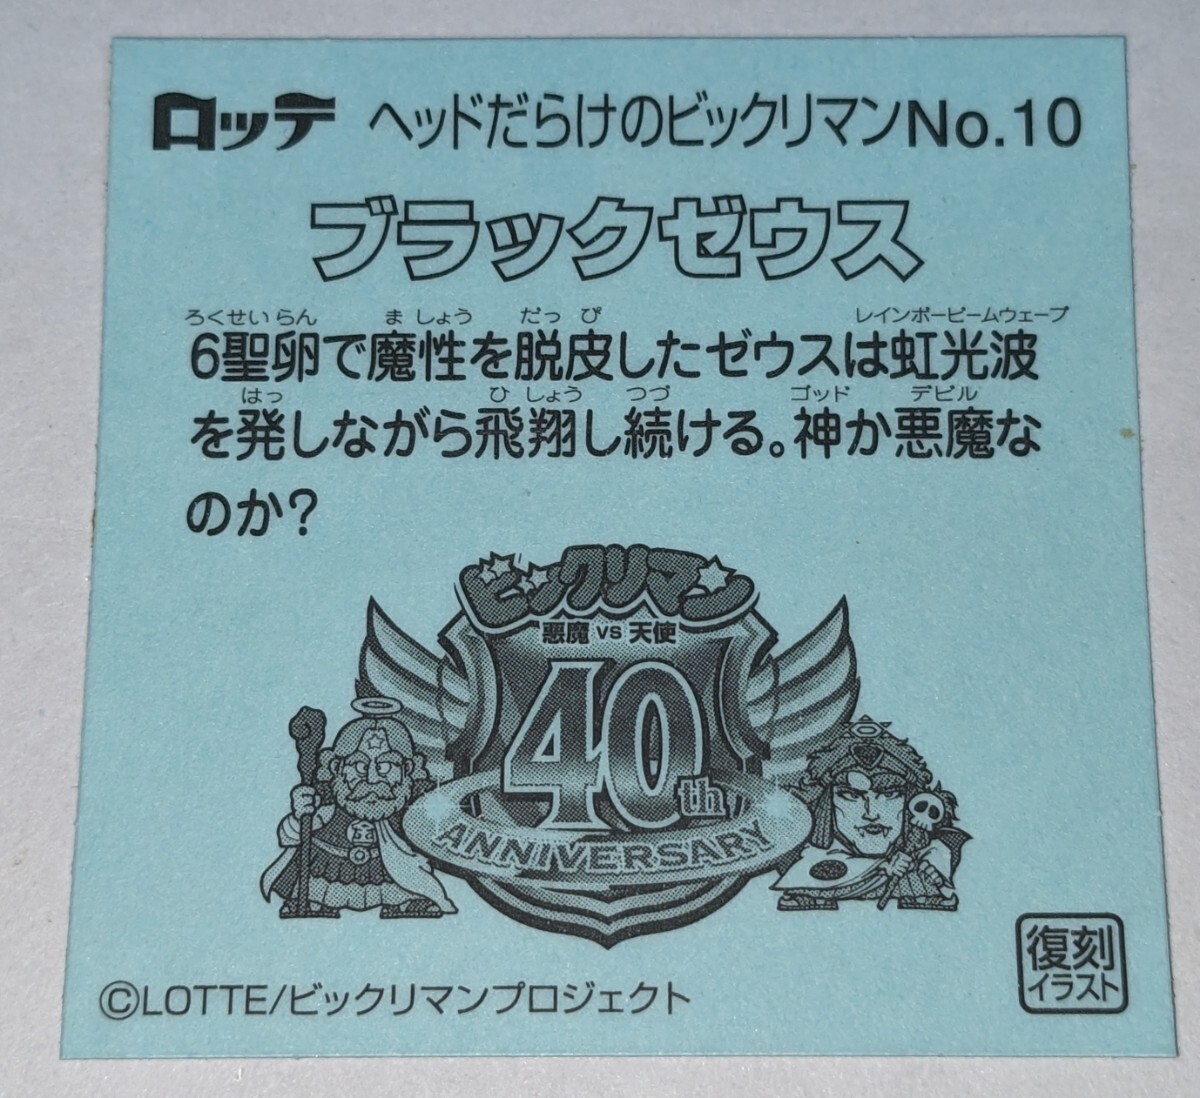 ロッテ ヘッドだらけのビックリマンNo.10
ブラックゼウス
ろくせいらん ましょう だっぴ レインボービームウェーブ
6聖卵で魔性を脱皮したゼウスは虹光波
はっ ひしょう つづ ゴッド デビル
を発しながら飛翔し続ける。神か悪魔な
のか?
ビックリマン
悪魔 VS 天使
40th
ANNIVERSARY
金
復刻
イラスト
©LOTTE/ビックリマンプロジェクト